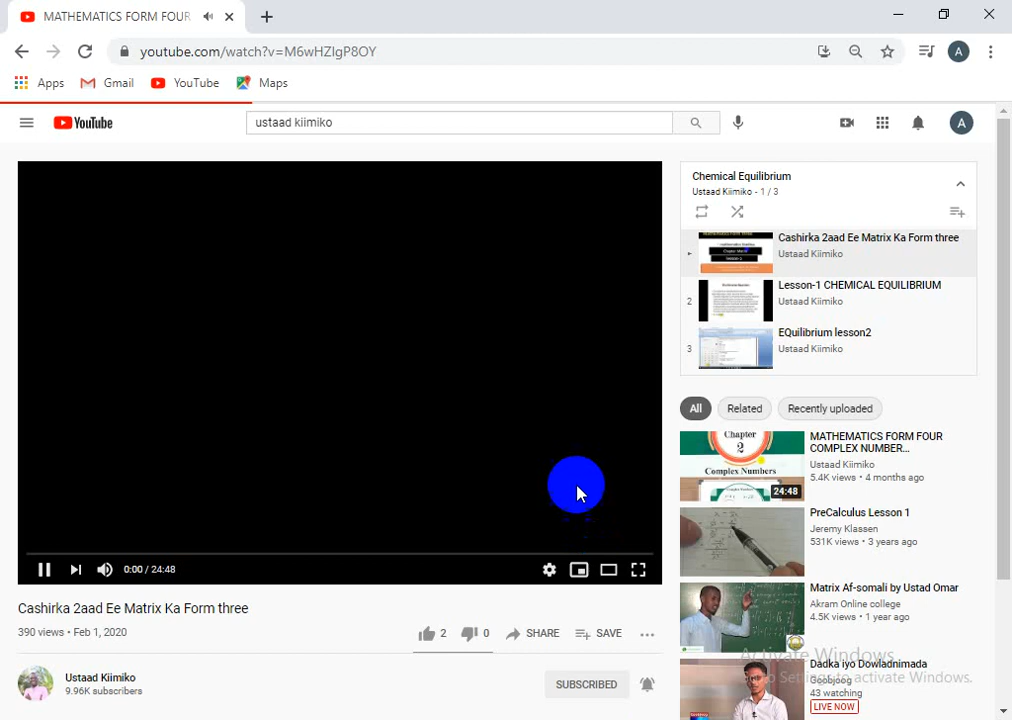 MATHEMATICS FORM FOUR
youtube.com/watch?v=M6wHZIgP8OY
A
Apps
Gmail
YouTube
Maps
YouTube
ustaad kiimiko
A
0:00 / 24:48
Cashirka 2aad Ee Matrix Ka Form three
390 views • Feb 1, 2020
2
0
SHARE
SAVE
Ustaad Kiimiko
9.96K subscribers
SUBSCRIBED
Chemical Equilibrium
Ustaad Kiimiko - 1 / 3
Cashirka 2aad Ee Matrix Ka Form three
Ustaad Kiimiko
2
Lesson-1 CHEMICAL EQUILIBRIUM
Ustaad Kiimiko
3
EQuilibrium lesson2
Ustaad Kiimiko
All
Related
Recently uploaded
Chapter
2
Complex Numbers
24:48
MATHEMATICS FORM FOUR
COMPLEX NUMBER...
Ustaad Kiimiko
5.4K views • 4 months ago
PreCalculus Lesson 1
Jeremy Klassen
531K views • 3 years ago
Matrix Af-somali by Ustad Omar
Akram Online college
4.5K views • 1 year ago
Dadka iyo Dowladnimada
Goobjoog
43 watching
LIVE NOW
Activate Windows
Go to Settings to activate Windows.